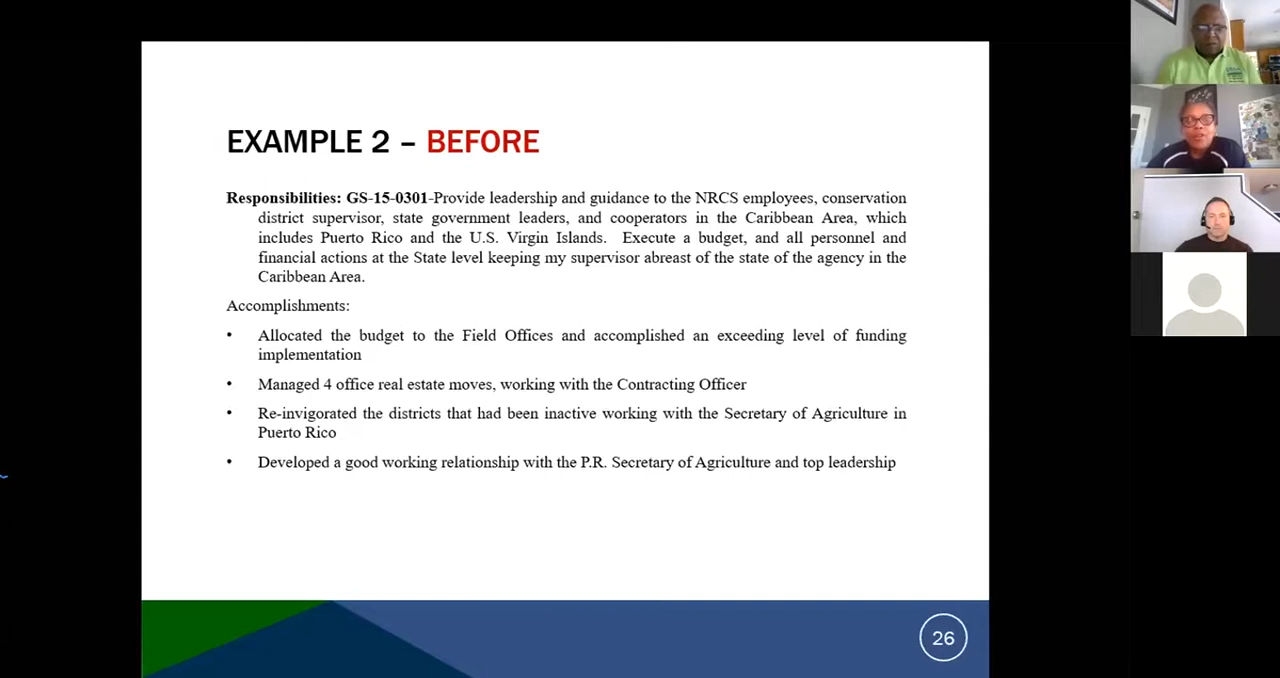 EXAMPLE 2 – BEFORE
Responsibilities: GS-15-0301-Provide leadership and guidance to the NRCS employees, conservation
district supervisor, state government leaders, and cooperators in the Caribbean Area, which
includes Puerto Rico and the U.S. Virgin Islands. Execute a budget, and all personnel and
financial actions at the State level keeping my supervisor abreast of the state of the agency in the
Caribbean Area.
Accomplishments:
• Allocated the budget to the Field Offices and accomplished an exceeding level of funding
implementation
• Managed 4 office real estate moves, working with the Contracting Officer
• Re-invigorated the districts that had been inactive working with the Secretary of Agriculture in
Puerto Rico
• Developed a good working relationship with the P.R. Secretary of Agriculture and top leadership
26